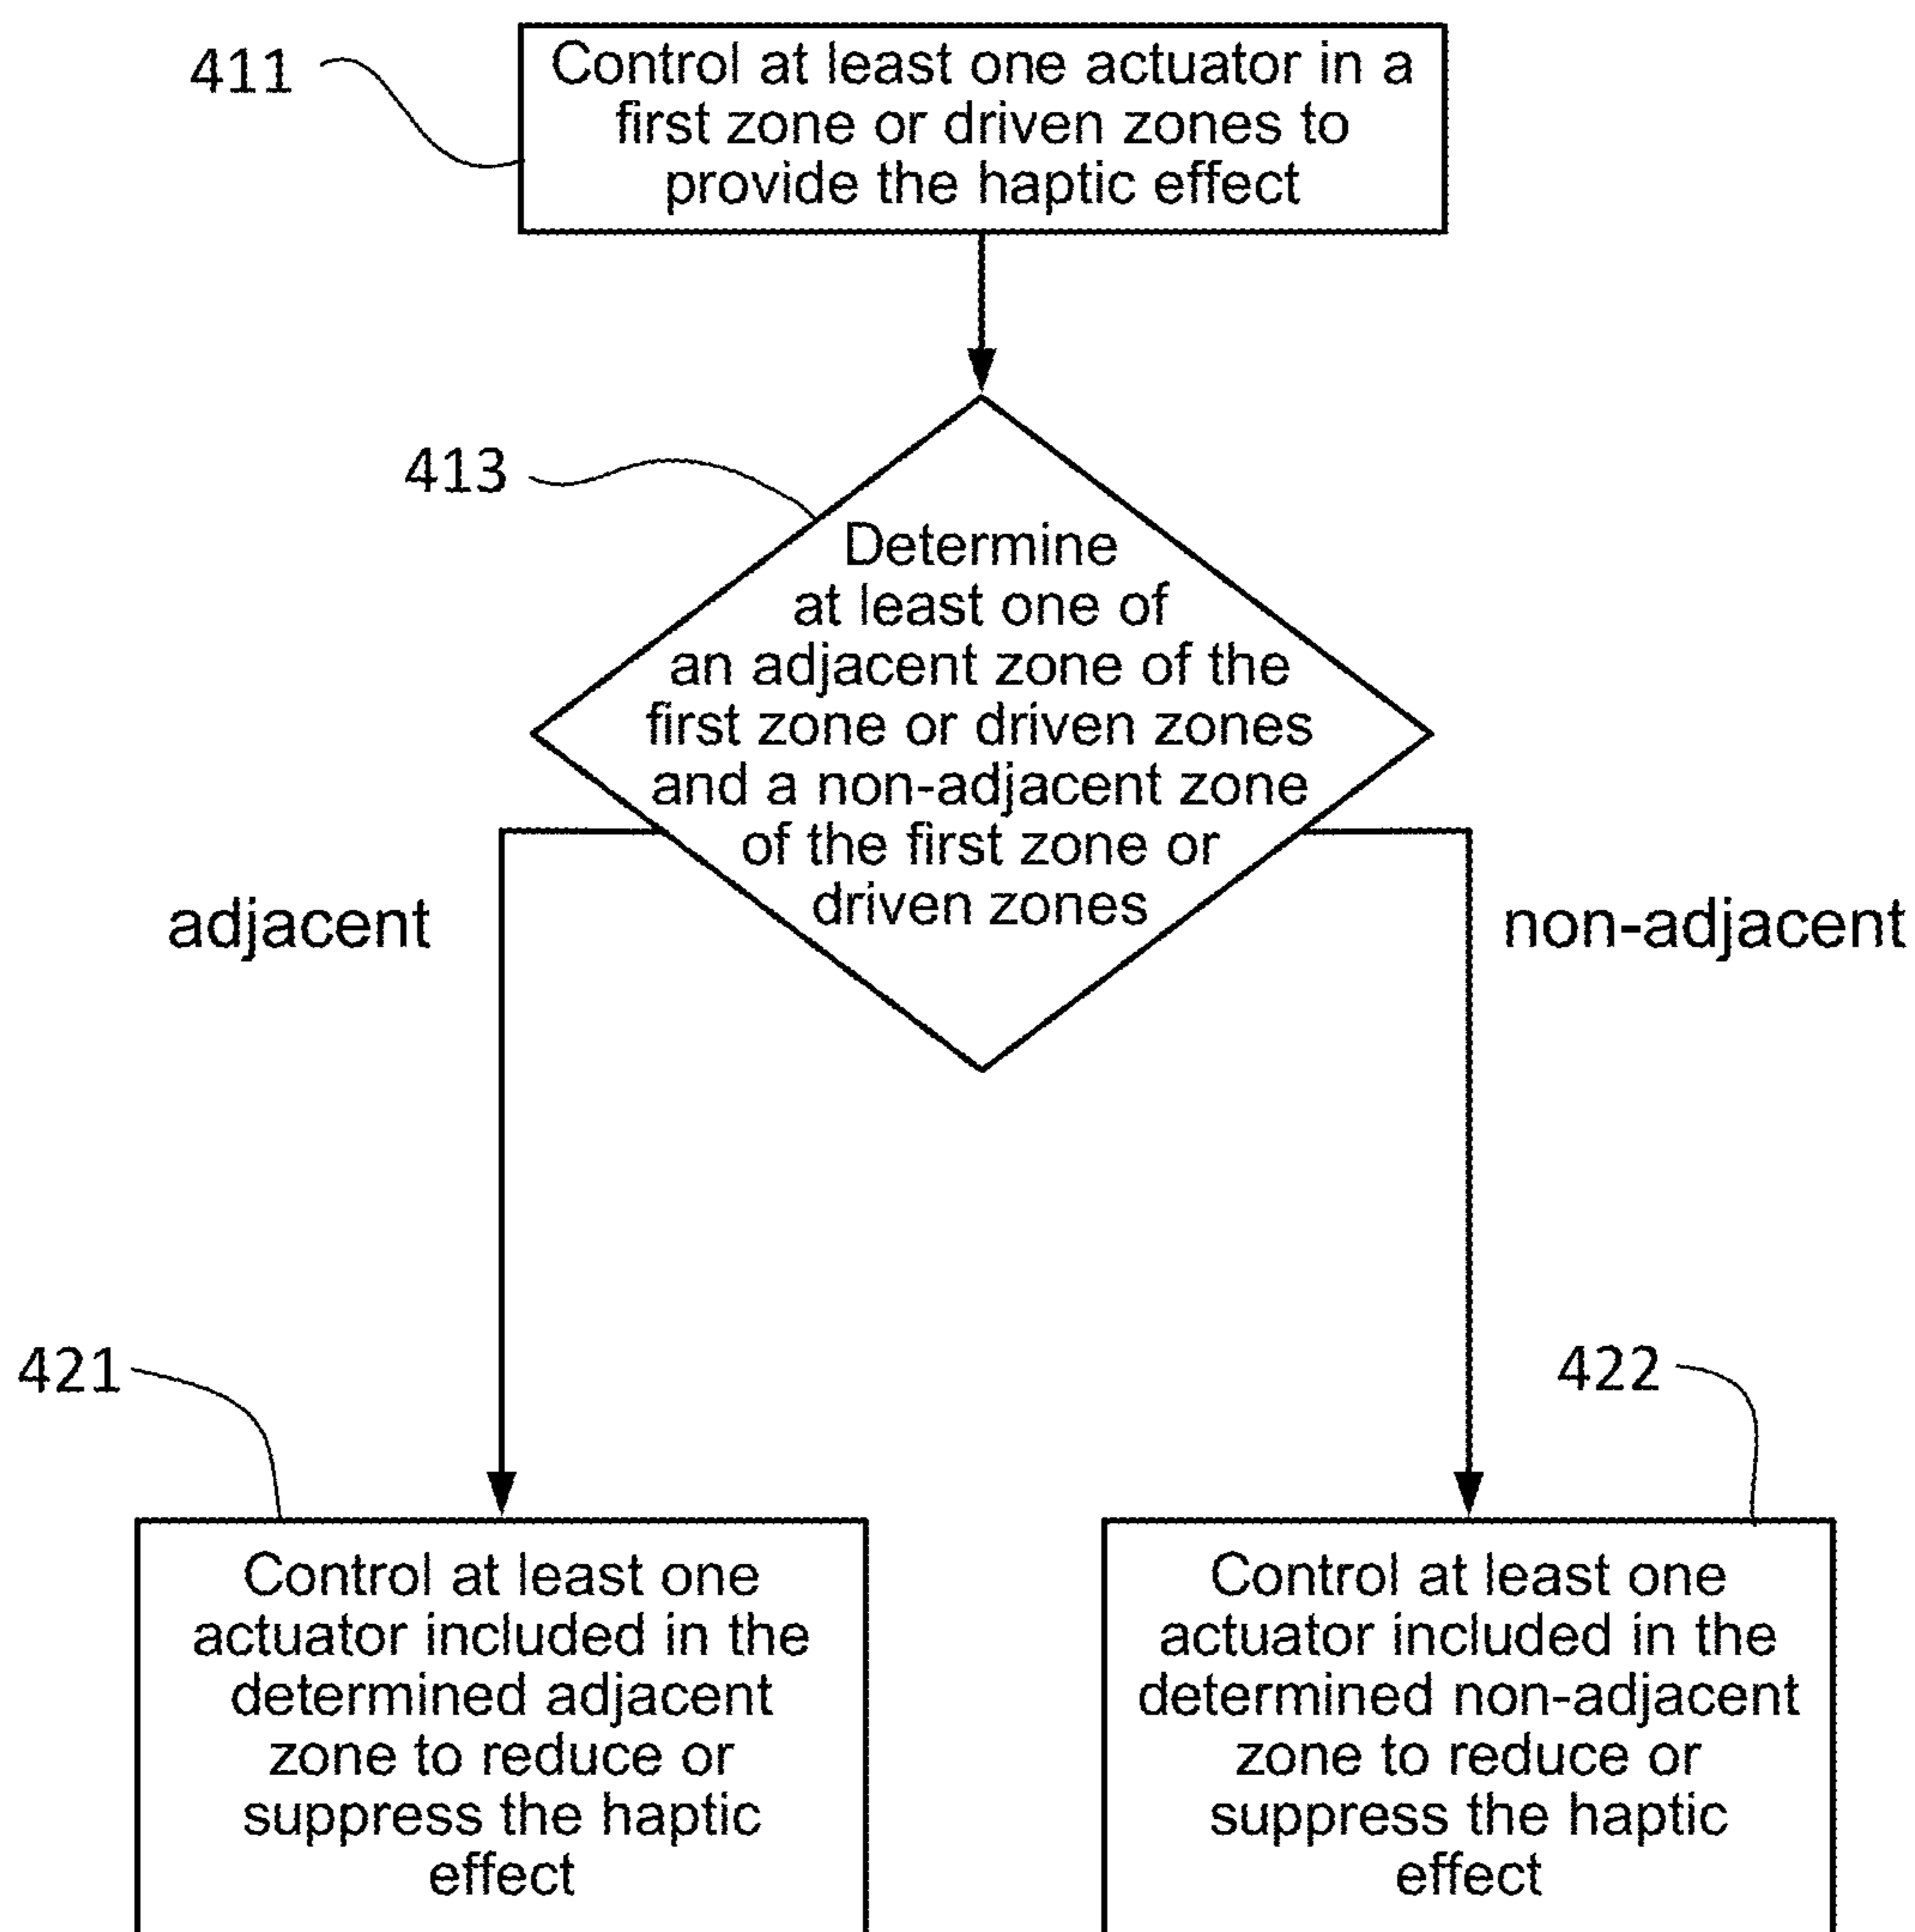 411
Control at least one actuator in a
first zone or driven zones to
provide the haptic effect
413
Determine
at least one of
an adjacent zone of the
first zone or driven zones
and a non-adjacent zone
of the first zone or
driven zones
adjacent
non-adjacent
421
Control at least one
actuator included in the
determined adjacent
zone to reduce or
suppress the haptic
effect
422
Control at least one
actuator included in the
determined non-adjacent
zone to reduce or
suppress the haptic
effect